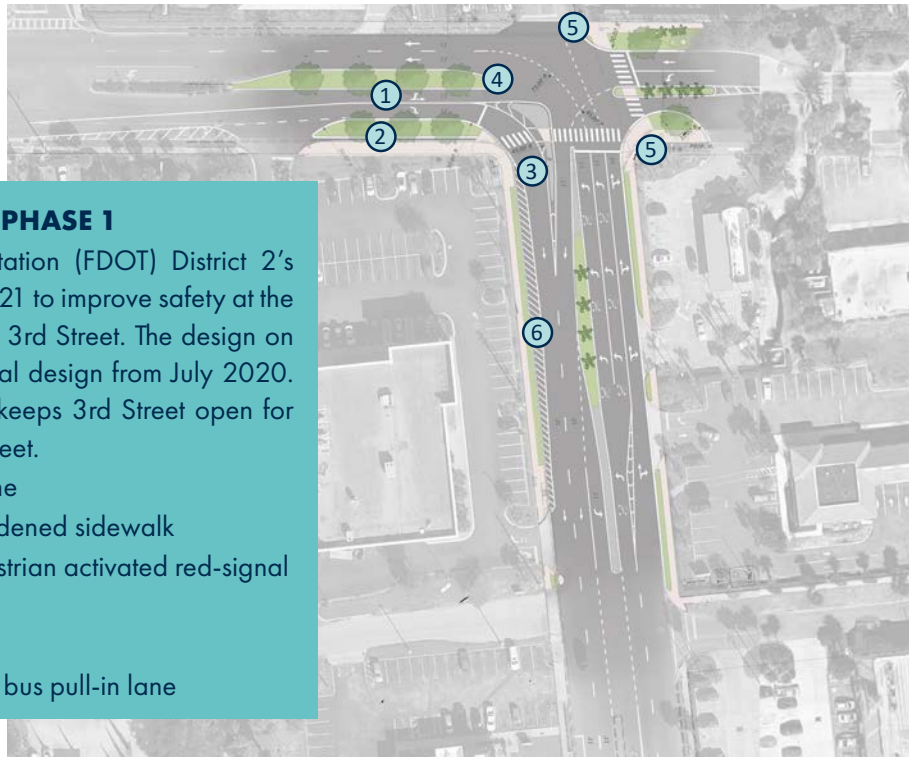 1
2
3
4
5
5
6
PHASE 1
tation (FDOT) District 2’s
21 to improve safety at the
3rd Street. The design on
al design from July 2020.
keeps 3rd Street open for
eet.
ne
dened sidewalk
strian activated red-signal
bus pull-in lane